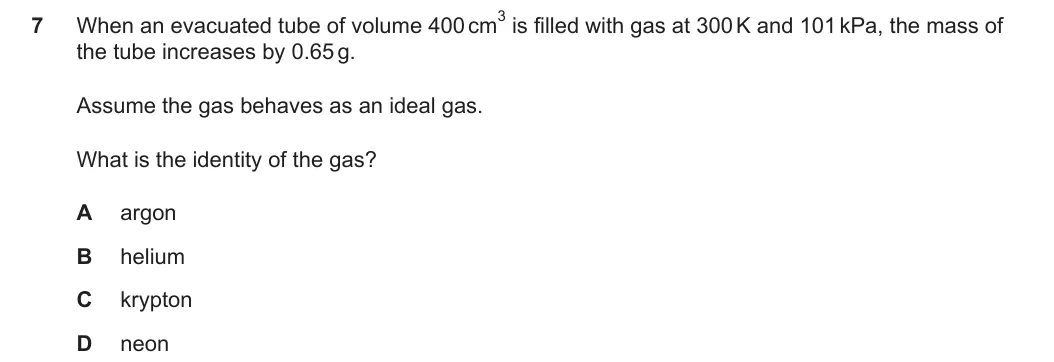 7 When an evacuated tube of volume 400 cm³ is filled with gas at 300 K and 101 kPa, the mass of
the tube increases by 0.65 g.
Assume the gas behaves as an ideal gas.
What is the identity of the gas?
A argon
B helium
C krypton
D neon